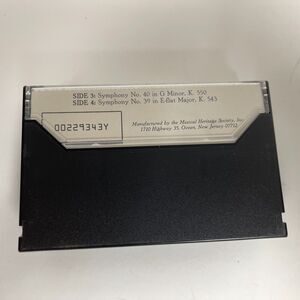 SIDE 3: Symphony No. 40 in G Minor, K. 550
SIDE 4: Symphony No. 39 in E-flat Major, K. 543
00229343Y
Manufactured by the Musical Heritage Society, Inc.
1710 Highway 35, Ocean, New Jersey 07712